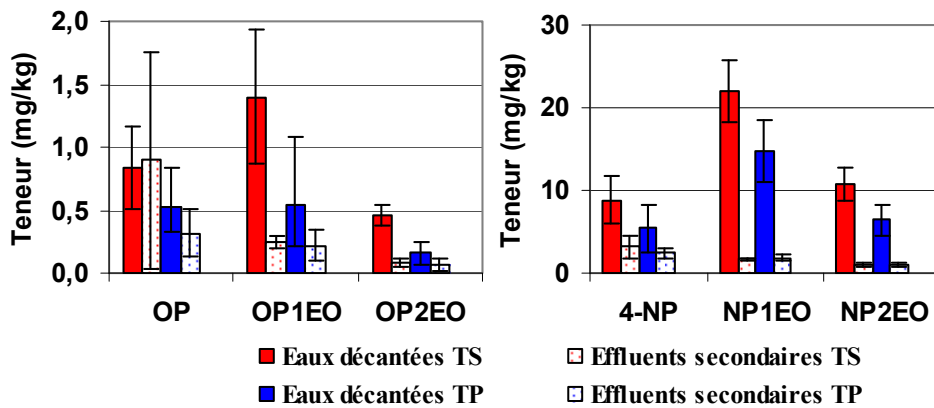 Teneur (mg/kg)
2,0
1,5
1,0
0,5
0,0
OP OP1EO OP2EO
Teneur (mg/kg)
30
20
10
0
4-NP NP1EO NP2EO
Eaux décantées TS Effluents secondaires TS
Eaux décantées TP Effluents secondaires TP